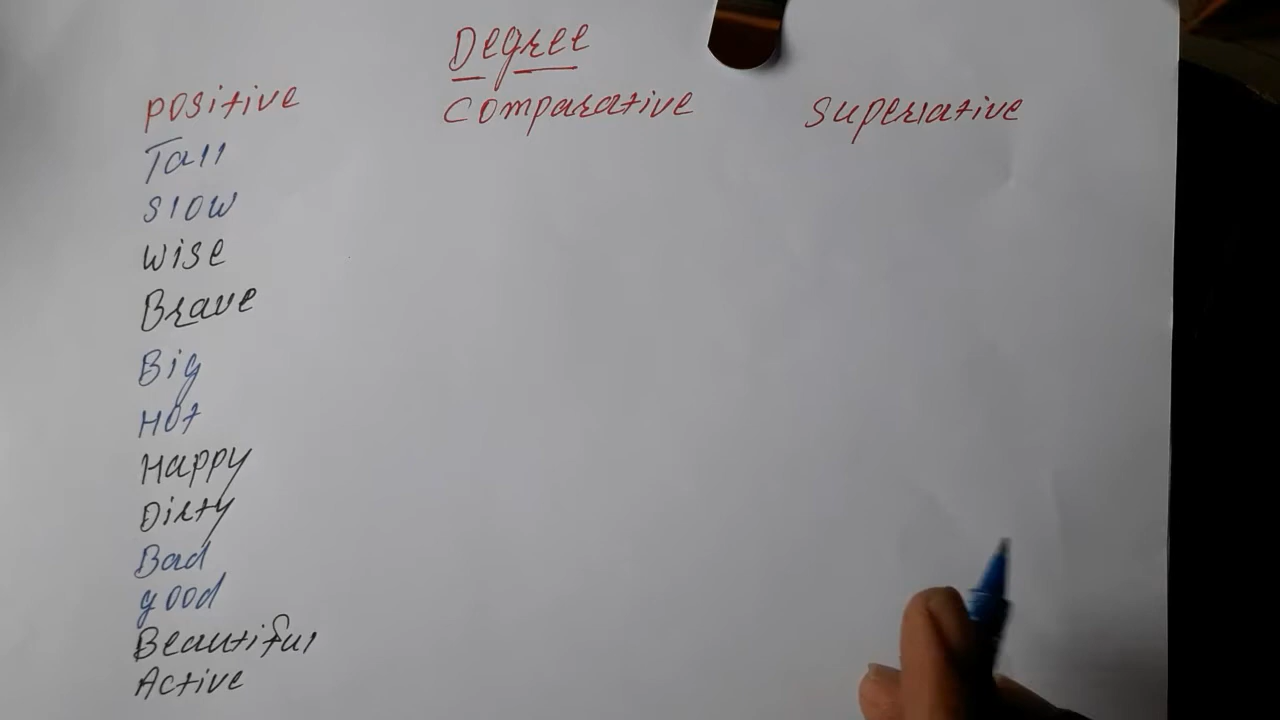 Degree
Positive Comparative Superlative
Tall
Slow
Wise
Brave
Big
Hot
Happy
Dirty
Bad
good
Beautiful
Active